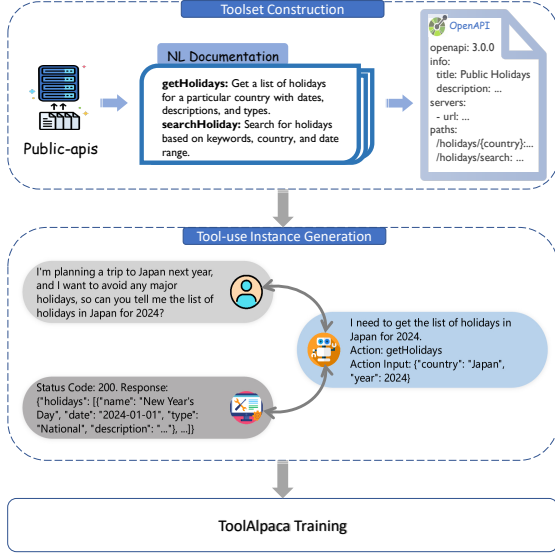 Toolset Construction
Public-apis
NL Documentation
getHolidays: Get a list of holidays
for a particular country with dates,
descriptions, and types.
searchHoliday: Search for holidays
based on keywords, country, and date
range.
OpenAPI
openapi: 3.0.0
info:
title: Public Holidays
description: ...
servers:
- url: ...
paths:
/holidays/{country}:...
/holidays/search: ...
Tool-use Instance Generation
I'm planning a trip to Japan next year,
and I want to avoid any major
holidays, so can you tell me the list of
holidays in Japan for 2024?
I need to get the list of holidays in
Japan for 2024.
Action: getHolidays
Action Input: {"country": "Japan",
"year": 2024}
Status Code: 200. Response:
{"holidays": [{"name": "New Year's
Day", "date": "2024-01-01", "type":
"National", "description": "..."}, ...]}
ToolAlpaca Training